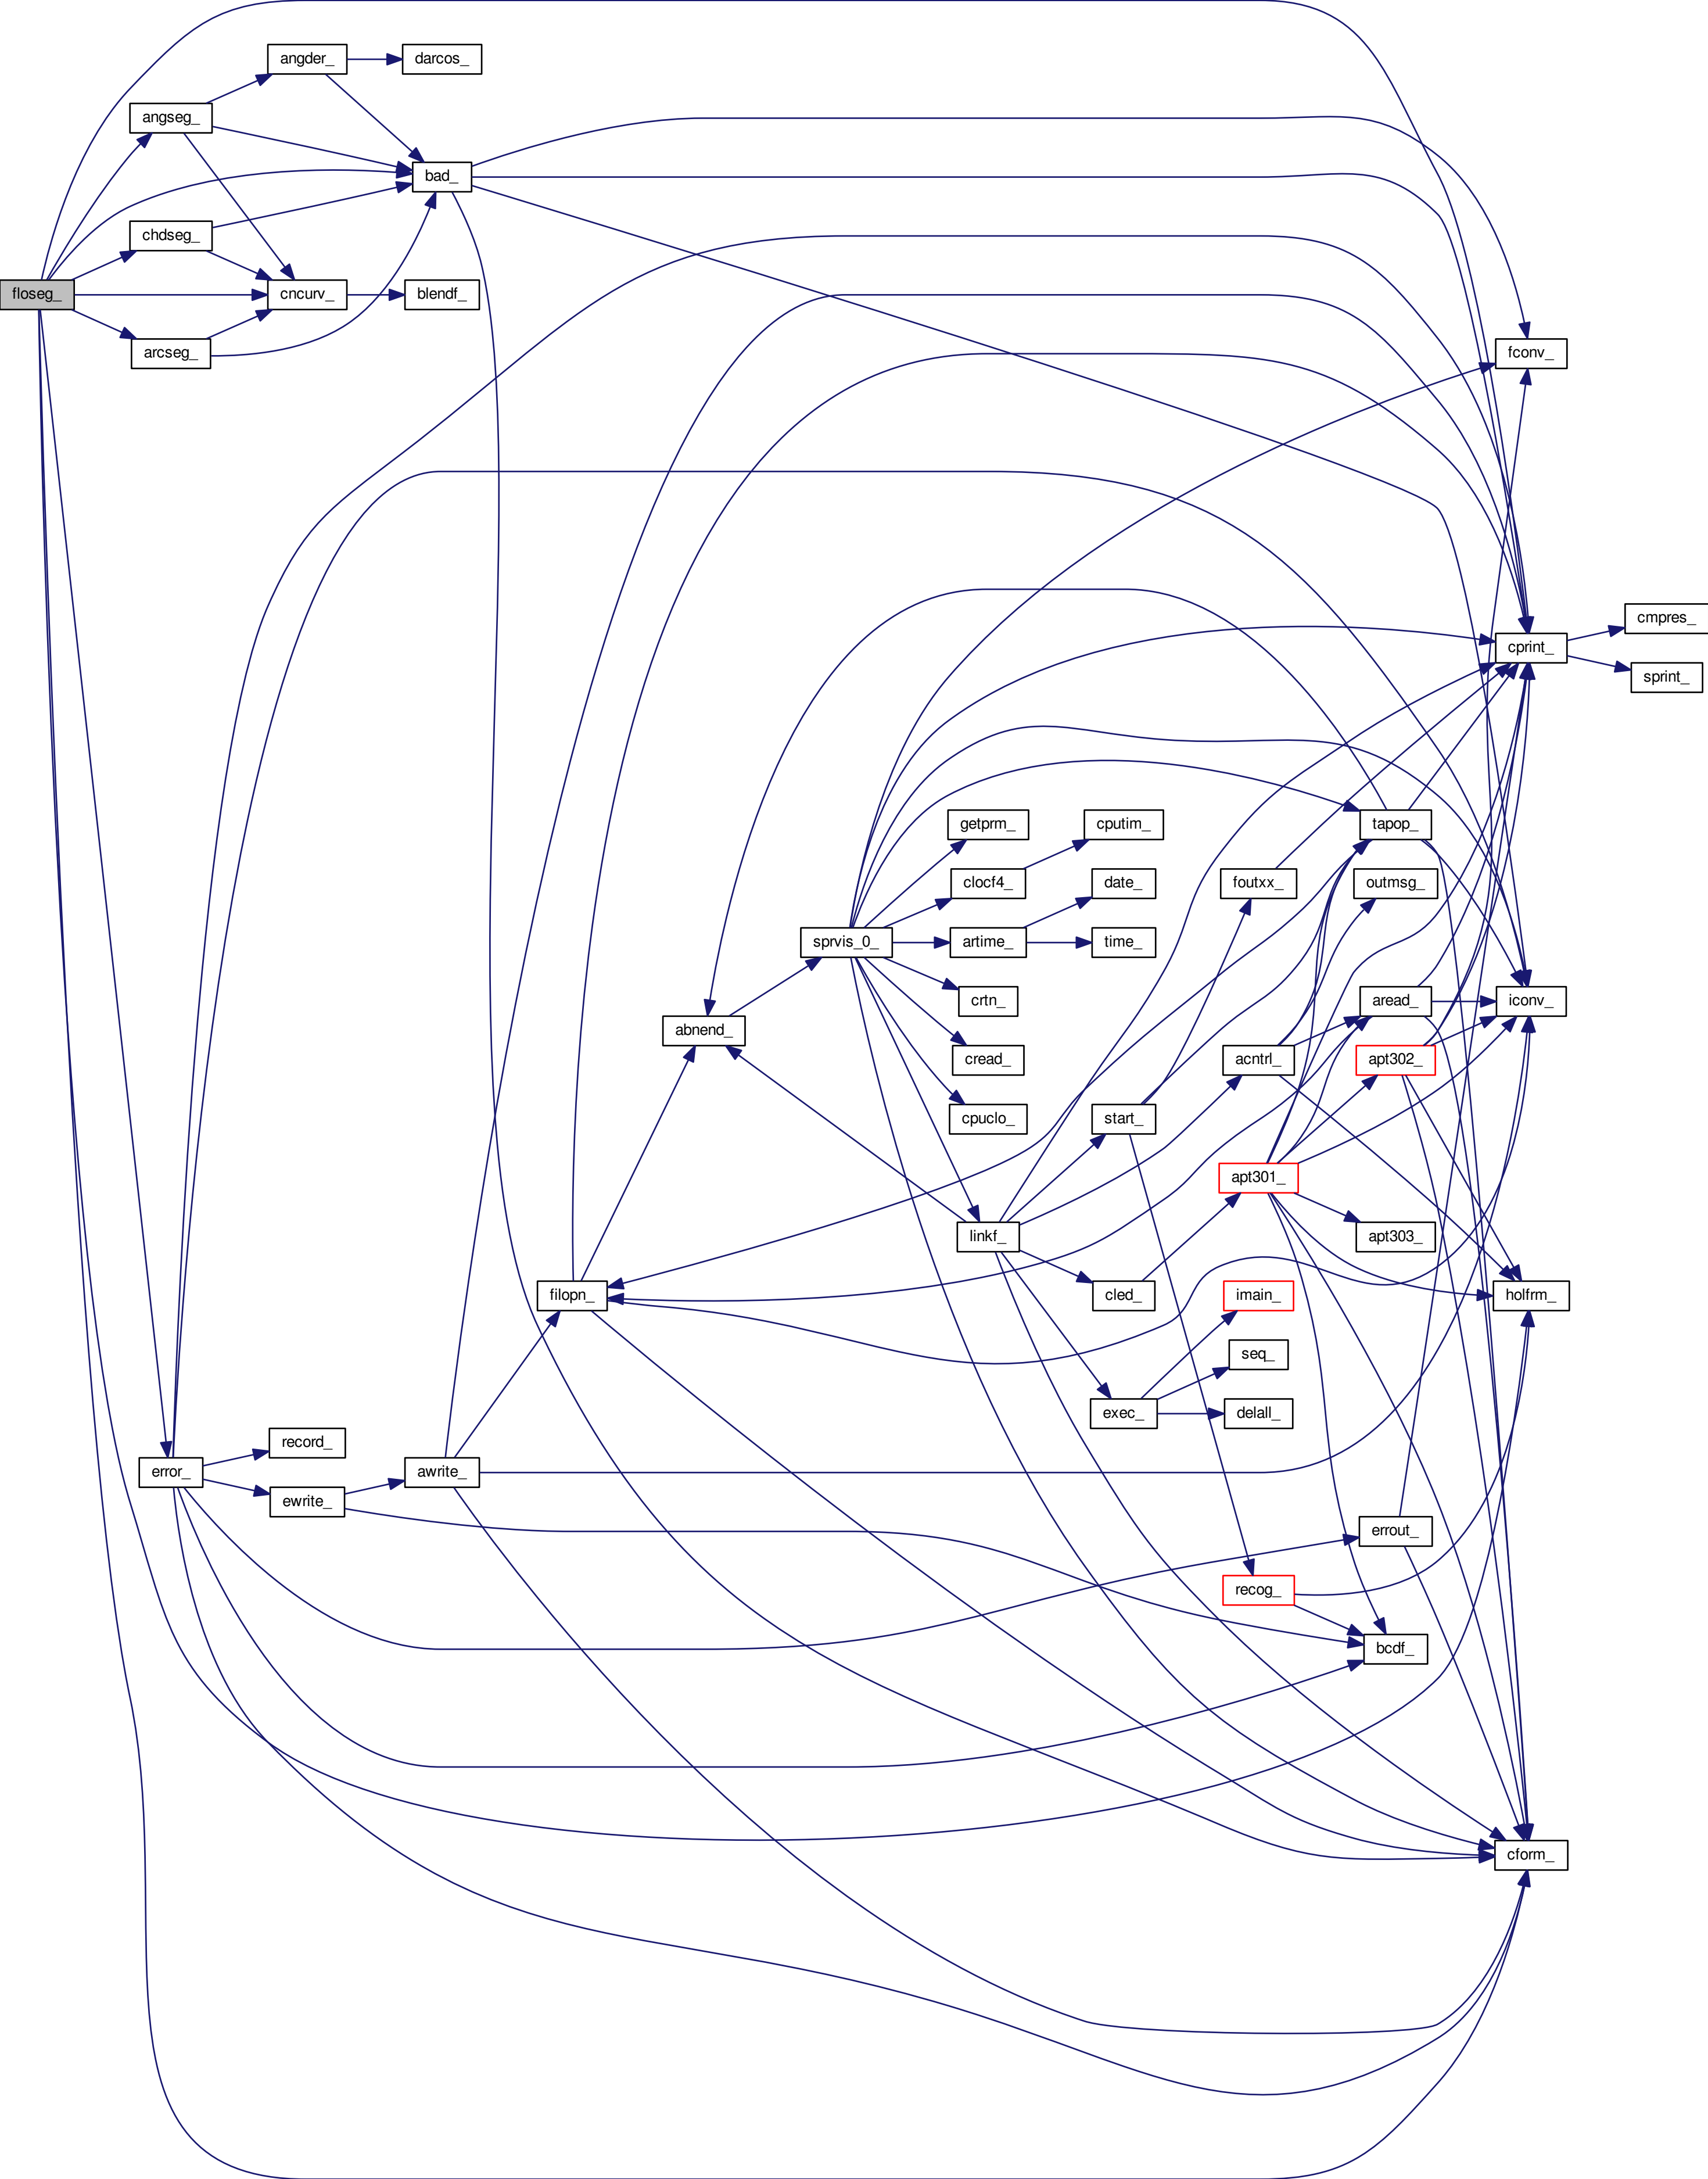 angder_
darcos_
angseg_
bad_
chdseg_
floseg_
cncurv_
blendf_
arcseg_
fconv_
cmpres_
cprint_
sprint_
getprm_
cputim_
tapop_
clocf4_
date_
foutxx_
outmsg_
sprvis_0_
artime_
time_
crtn_
aread_
iconv_
abnend_
cread_
acntrl_
apt302_
cpuclo_
start_
apt301_
linkf_
apt303_
filopn_
cled_
imain_
holfrm_
seq_
exec_
delall_
record_
error_
awrite_
ewrite_
errout_
recog_
bcdf_
cform_